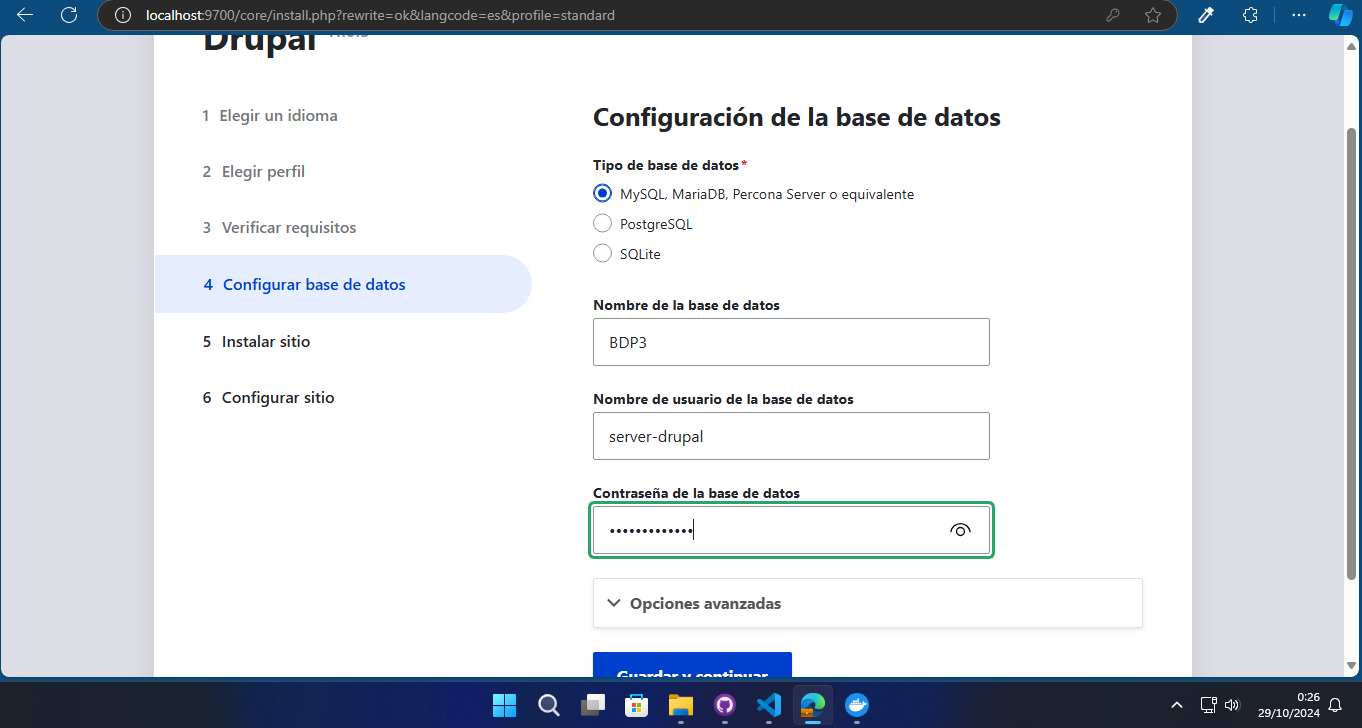 localhost:9700/core/install.php?rewrite=ok&langcode=es&profile=standard
Drupal
1 Elegir un idioma
2 Elegir perfil
3 Verificar requisitos
4 Configurar base de datos
5 Instalar sitio
6 Configurar sitio
Configuración de la base de datos
Tipo de base de datos*
MySQL, MariaDB, Percona Server o equivalente
PostgreSQL
SQLite
Nombre de la base de datos
BDP3
Nombre de usuario de la base de datos
server-drupal
Contraseña de la base de datos
•••••••••••••
Opciones avanzadas
Guardar y continuar
0:26
29/10/2024